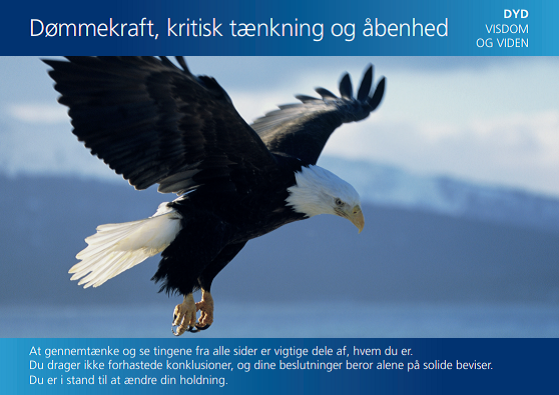 Dømmekraft, kritisk tænkning og åbenhed
DYD
VISDOM
OG VIDEN
At gennemtænke og se tingene fra alle sider er vigtige dele af, hvem du er.
Du drager ikke forhastede konklusioner, og dine beslutninger beror alene på solide beviser.
Du er i stand til at ændre din holdning.